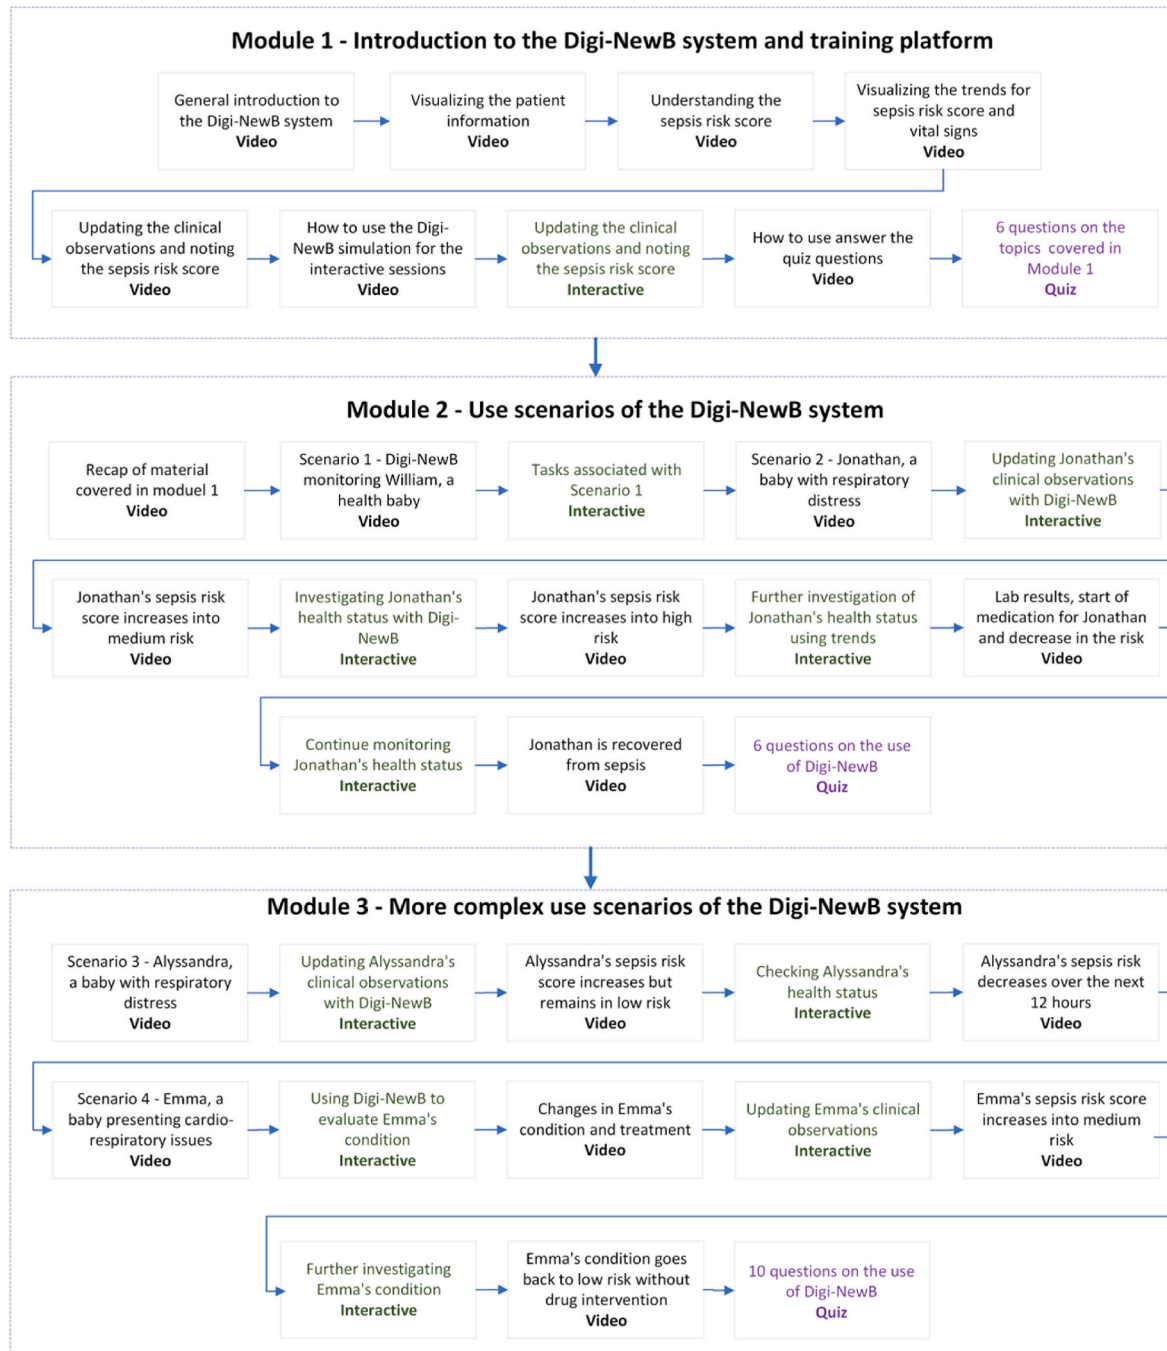 Module 1 - Introduction to the Digi-NewB system and training platform
General introduction to
the Digi-NewB system
Video
Visualizing the patient
information
Video
Understanding the
sepsis risk score
Video
Visualizing the trends for
sepsis risk score and
vital signs
Video
Updating the clinical
observations and noting
the sepsis risk score
Video
How to use the Digi-
NewB simulation for the
interactive sessions
Video
Updating the clinical
observations and noting
the sepsis risk score
Interactive
How to use answer the
quiz questions
Video
6 questions on the
topics covered in
Module 1
Quiz
Module 2 - Use scenarios of the Digi-NewB system
Recap of material
covered in moduel 1
Video
Scenario 1 - Digi-NewB
monitoring William, a
health baby
Video
Tasks associated with
Scenario 1
Interactive
Scenario 2 - Jonathan, a
baby with respiratory
distress
Video
Updating Jonathan's
clinical observations
with Digi-NewB
Interactive
Jonathan's sepsis risk
score increases into
medium risk
Video
Investigating Jonathan's
health status with Digi-
NewB
Interactive
Jonathan's sepsis risk
score increases into high
risk
Video
Further investigation of
Jonathan's health status
using trends
Interactive
Lab results, start of
medication for Jonathan
and decrease in the risk
Video
Continue monitoring
Jonathan's health status
Interactive
Jonathan is recovered
from sepsis
Video
6 questions on the use
of Digi-NewB
Quiz
Module 3 - More complex use scenarios of the Digi-NewB system
Scenario 3 - Alyssandra,
a baby with respiratory
distress
Video
Updating Alyssandra's
clinical observations
with Digi-NewB
Interactive
Alyssandra's sepsis risk
score increases but
remains in low risk
Video
Checking Alyssandra's
health status
Interactive
Alyssandra's sepsis risk
decreases over the next
12 hours
Video
Scenario 4 - Emma, a
baby presenting cardio-
respiratory issues
Video
Using Digi-NewB to
evaluate Emma's
condition
Interactive
Changes in Emma's
condition and treatment
Video
Updating Emma's clinical
observations
Interactive
Emma's sepsis risk score
increases into medium
risk
Video
Further investigating
Emma's condition
Interactive
Emma's condition goes
back to low risk without
drug intervention
Video
10 questions on the use
of Digi-NewB
Quiz